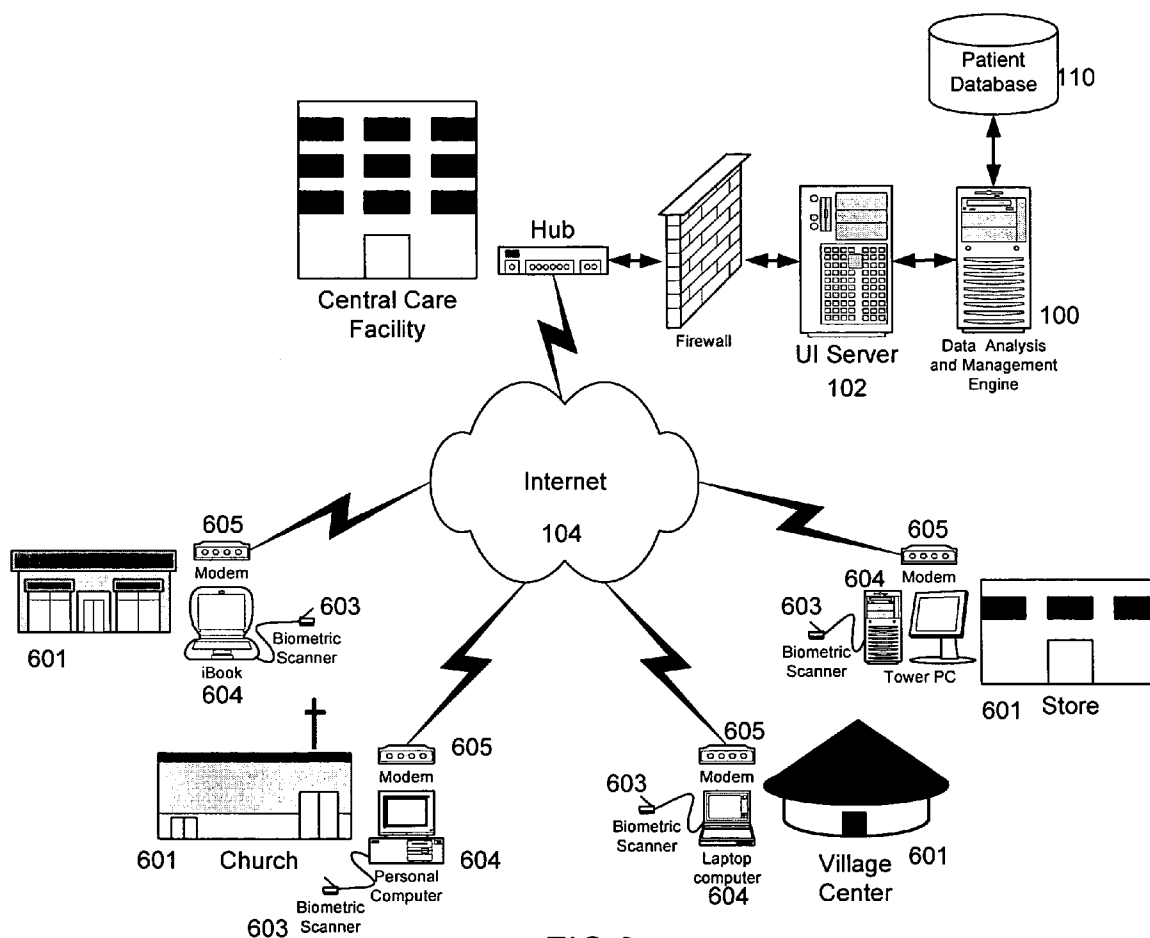 Patient
Database
110
Hub
Central Care
Facility
Firewall
UI Server
102
100
Data Analysis
and Management
Engine
Internet
104
605
Modem
603
Biometric
Scanner
601
iBook
604
605
Modem
604
603
Biometric
Scanner
Tower PC
601
Store
605
Modem
601
Church
Personal
Computer
604
Biometric
Scanner
603
605
Modem
603
Biometric
Scanner
Laptop
computer
604
601
Village
Center